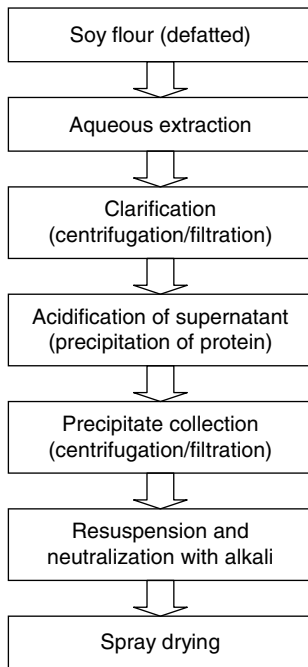 Soy flour (defatted)
Aqueous extraction
Clarification
(centrifugation/filtration)
Acidification of supernatant
(precipitation of protein)
Precipitate collection
(centrifugation/filtration)
Resuspension and
neutralization with alkali
Spray drying